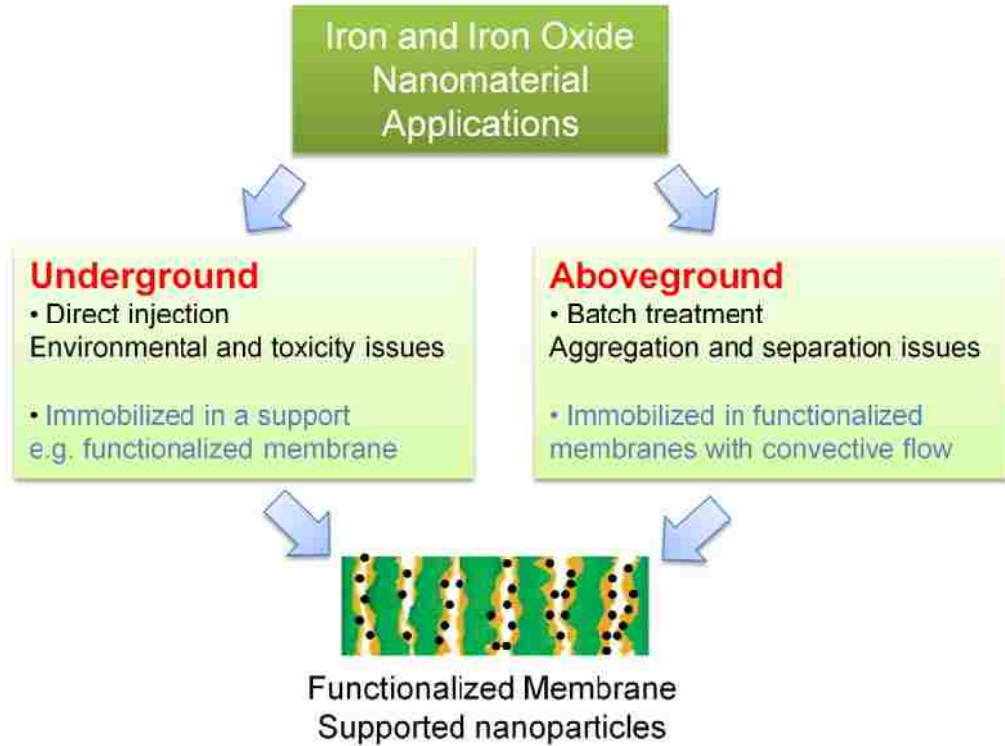 Iron and Iron Oxide
Nanomaterial
Applications
Underground
• Direct injection
Environmental and toxicity issues
• Immobilized in a support
e.g. functionalized membrane
Aboveground
• Batch treatment
Aggregation and separation issues
• Immobilized in functionalized
membranes with convective flow
Functionalized Membrane
Supported nanoparticles